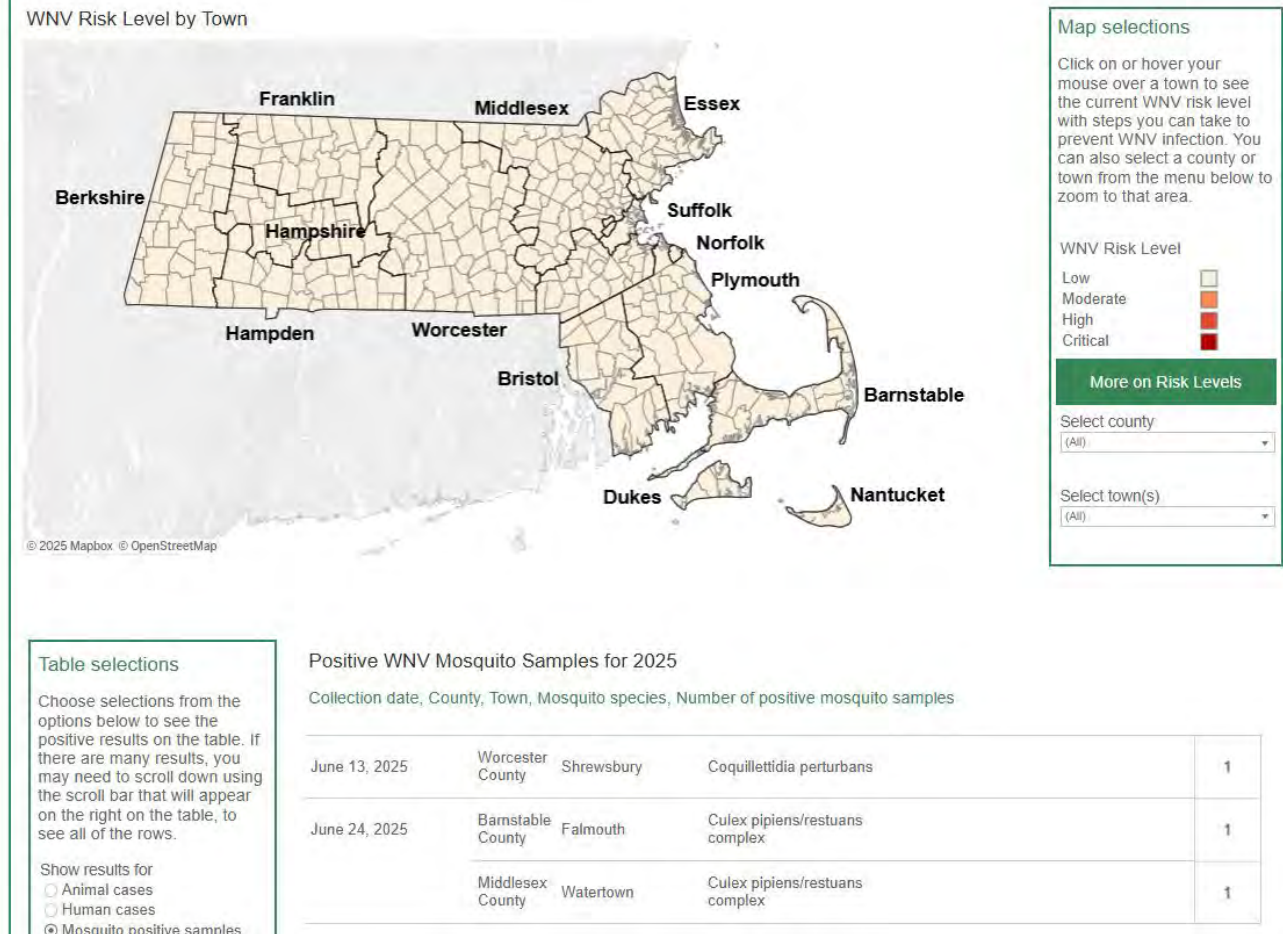 WNV Risk Level by Town
Franklin
Middlesex
Essex
Berkshire
Suffolk
Hampshire
Norfolk
Plymouth
Hampden
Worcester
Bristol
Barnstable
Dukes
Nantucket
© 2025 Mapbox © OpenStreetMap
Map selections
Click on or hover your
mouse over a town to see
the current WNV risk level
with steps you can take to
prevent WNV infection. You
can also select a county or
town from the menu below to
zoom to that area.
WNV Risk Level
Low
Moderate
High
Critical
More on Risk Levels
Select county
(All)
Select town(s)
(All)
Table selections
Choose selections from the
options below to see the
positive results on the table. If
there are many results, you
may need to scroll down using
the scroll bar that will appear
on the right on the table, to
see all of the rows.
Show results for
Animal cases
Human cases
Mosquito positive samples
Positive WNV Mosquito Samples for 2025
Collection date, County, Town, Mosquito species, Number of positive mosquito samples
June 13, 2025 Worcester County Shrewsbury Coquillettidia perturbans 1
June 24, 2025 Barnstable County Falmouth Culex pipiens/restuans complex 1
Middlesex County Watertown Culex pipiens/restuans complex 1